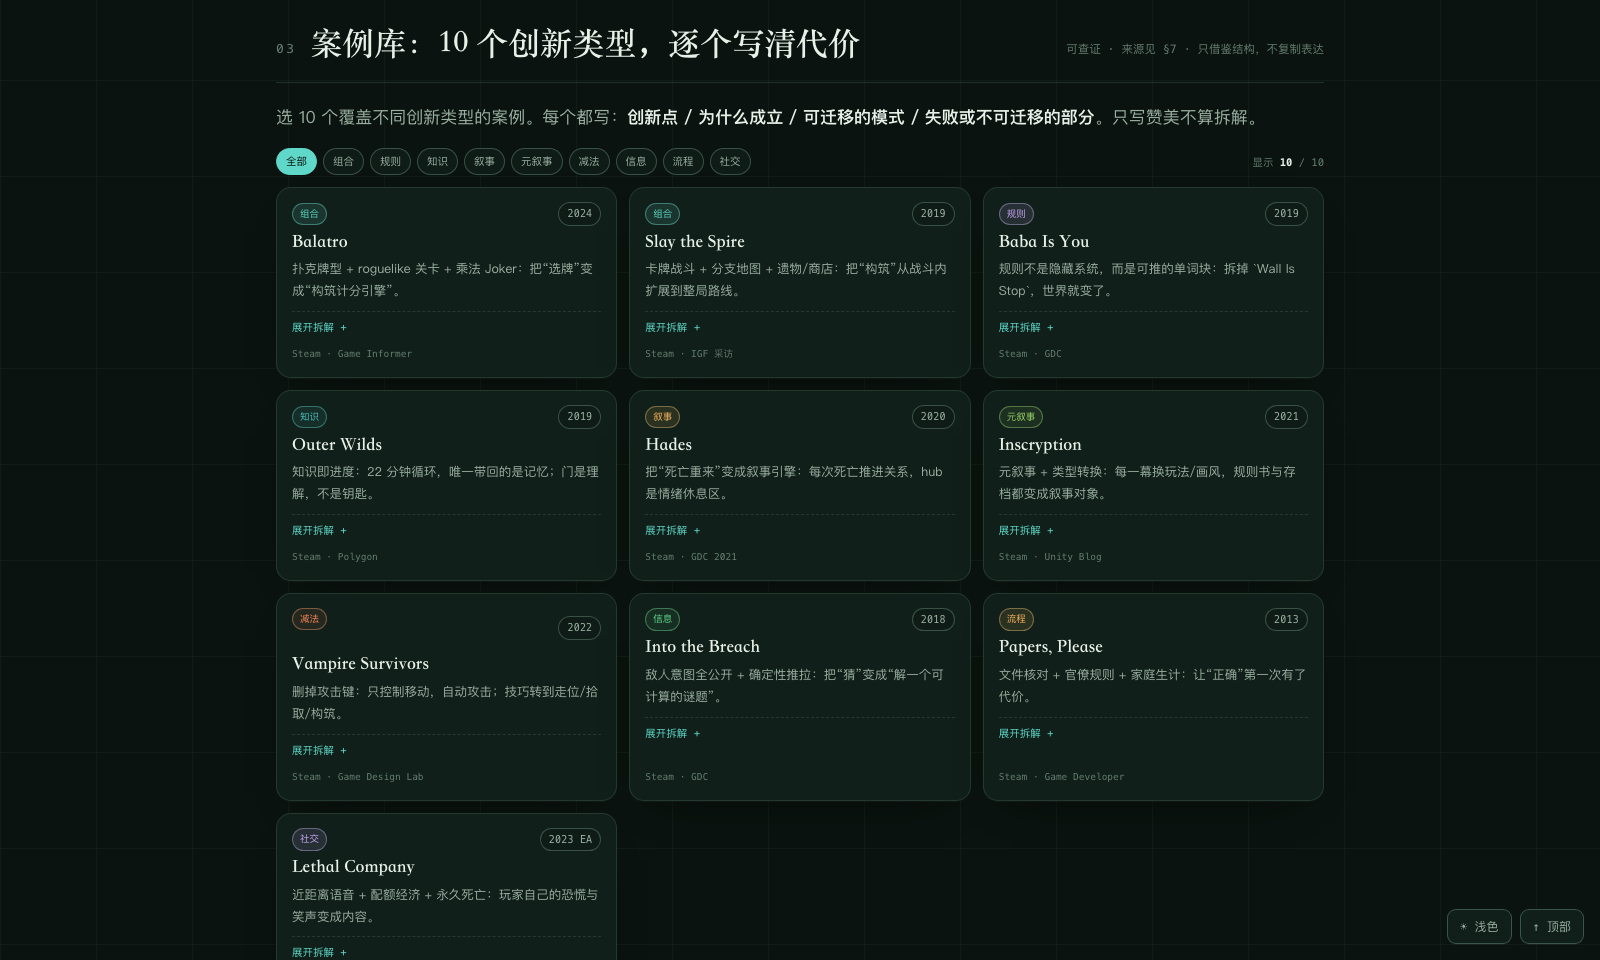 03 案例库：10 个创新类型，逐个写清代价
可查证 · 来源见 §7 · 只借鉴结构，不复制表达
选 10 个覆盖不同创新类型的案例。每个都写：创新点 / 为什么成立 / 可迁移的模式 / 失败或不可迁移的部分。只写赞美不算拆解。
全部 组合 规则 知识 叙事 元叙事 减法 信息 流程 社交
显示 10 / 10
组合 2024
Balatro
扑克牌型 + roguelike 关卡 + 乘法 Joker：把“选牌”变
成“构筑计分引擎”。
展开拆解 +
Steam · Game Informer
组合 2019
Slay the Spire
卡牌战斗 + 分支地图 + 遗物/商店：把“构筑”从战斗内
扩展到整局路线。
展开拆解 +
Steam · IGF 采访
规则 2019
Baba Is You
规则不是隐藏系统，而是可推的单词块：拆掉 `Wall Is
Stop`，世界就变了。
展开拆解 +
Steam · GDC
知识 2019
Outer Wilds
知识即进度：22 分钟循环，唯一带回的是记忆；门是理
解，不是钥匙。
展开拆解 +
Steam · Polygon
叙事 2020
Hades
把“死亡重来”变成叙事引擎：每次死亡推进关系，hub
是情绪休息区。
展开拆解 +
Steam · GDC 2021
元叙事 2021
Inscryption
元叙事 + 类型转换：每一幕换玩法/画风，规则书与存
档都变成叙事对象。
展开拆解 +
Steam · Unity Blog
减法 2022
Vampire Survivors
删掉攻击键：只控制移动，自动攻击；技巧转到走位/拾
取/构筑。
展开拆解 +
Steam · Game Design Lab
信息 2018
Into the Breach
敌人意图全公开 + 确定性推拉：把“猜”变成“解一个可
计算的谜题”。
展开拆解 +
Steam · GDC
流程 2013
Papers, Please
文件核对 + 官僚规则 + 家庭生计：让“正确”第一次有了
代价。
展开拆解 +
Steam · Game Developer
社交 2023 EA
Lethal Company
近距离语音 + 配额经济 + 永久死亡：玩家自己的恐慌与
笑声变成内容。
展开拆解 +
☀ 浅色
↑ 顶部